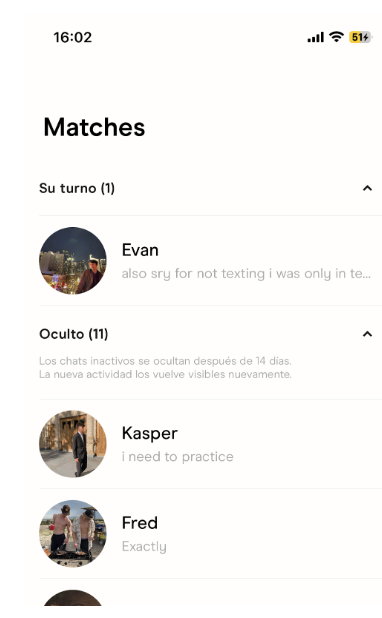 16:02
51
Matches
Su turno (1)
Evan
also sry for not texting i was only in te...
Oculto (11)
Los chats inactivos se ocultan después de 14 días.
La nueva actividad los vuelve visibles nuevamente.
Kasper
i need to practice
Fred
Exactly